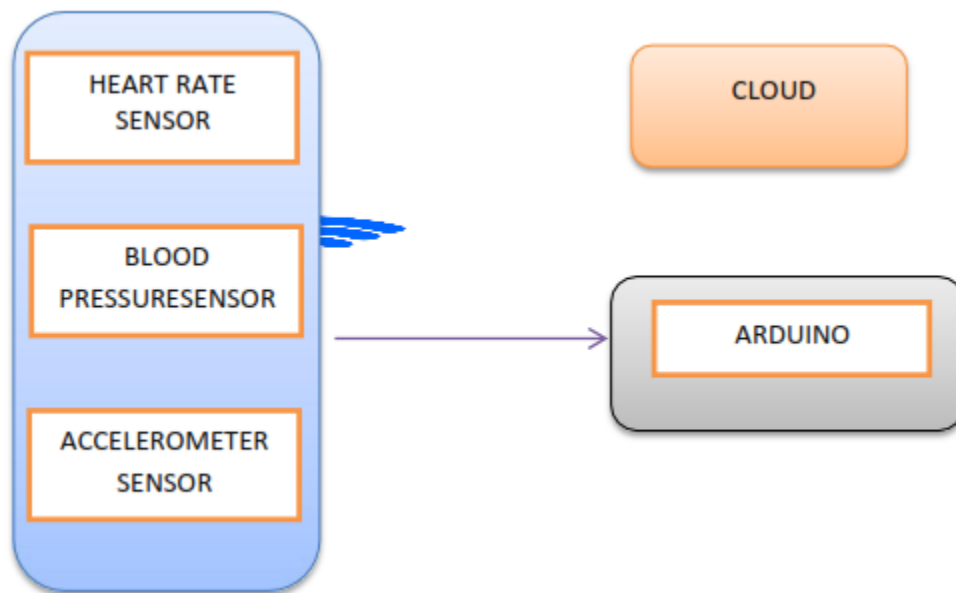 HEART RATE
SENSOR
BLOOD
PRESSURESENSOR
ACCELEROMETER
SENSOR
CLOUD
ARDUINO